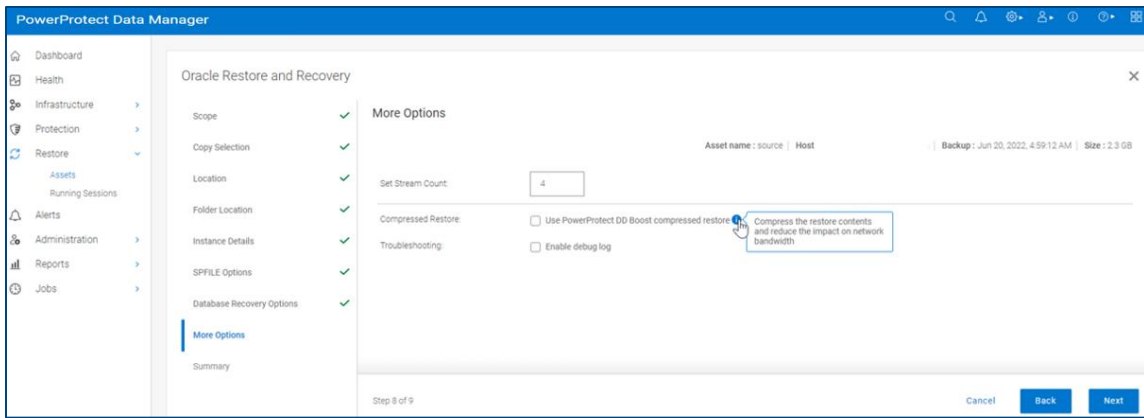 PowerProtect Data Manager
Dashboard
Health
Infrastructure
Protection
Restore
Assets
Running Sessions
Alerts
Administration
Reports
Jobs
Oracle Restore and Recovery
Scope
Copy Selection
Location
Folder Location
Instance Details
SPFILE Options
Database Recovery Options
More Options
Summary
More Options
Asset name : source | Host | Backup : Jun 20, 2022, 4:59:12 AM | Size : 2.3 GB
Set Stream Count: 4
Compressed Restore: Use PowerProtect DD Boost compressed restore
Compress the restore contents
and reduce the impact on network
bandwidth
Troubleshooting: Enable debug log
Step 8 of 9
Cancel Back Next